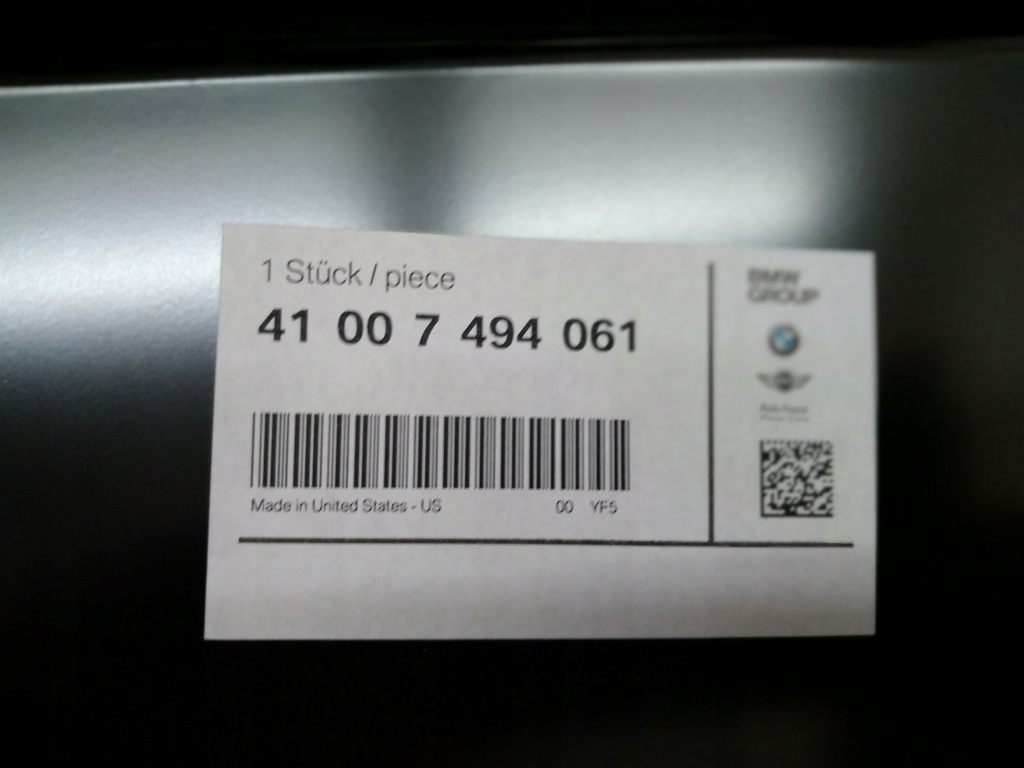 1 Stück / piece
41 00 7 494 061
Made in United States - US 00 YF5
BMW
GROUP